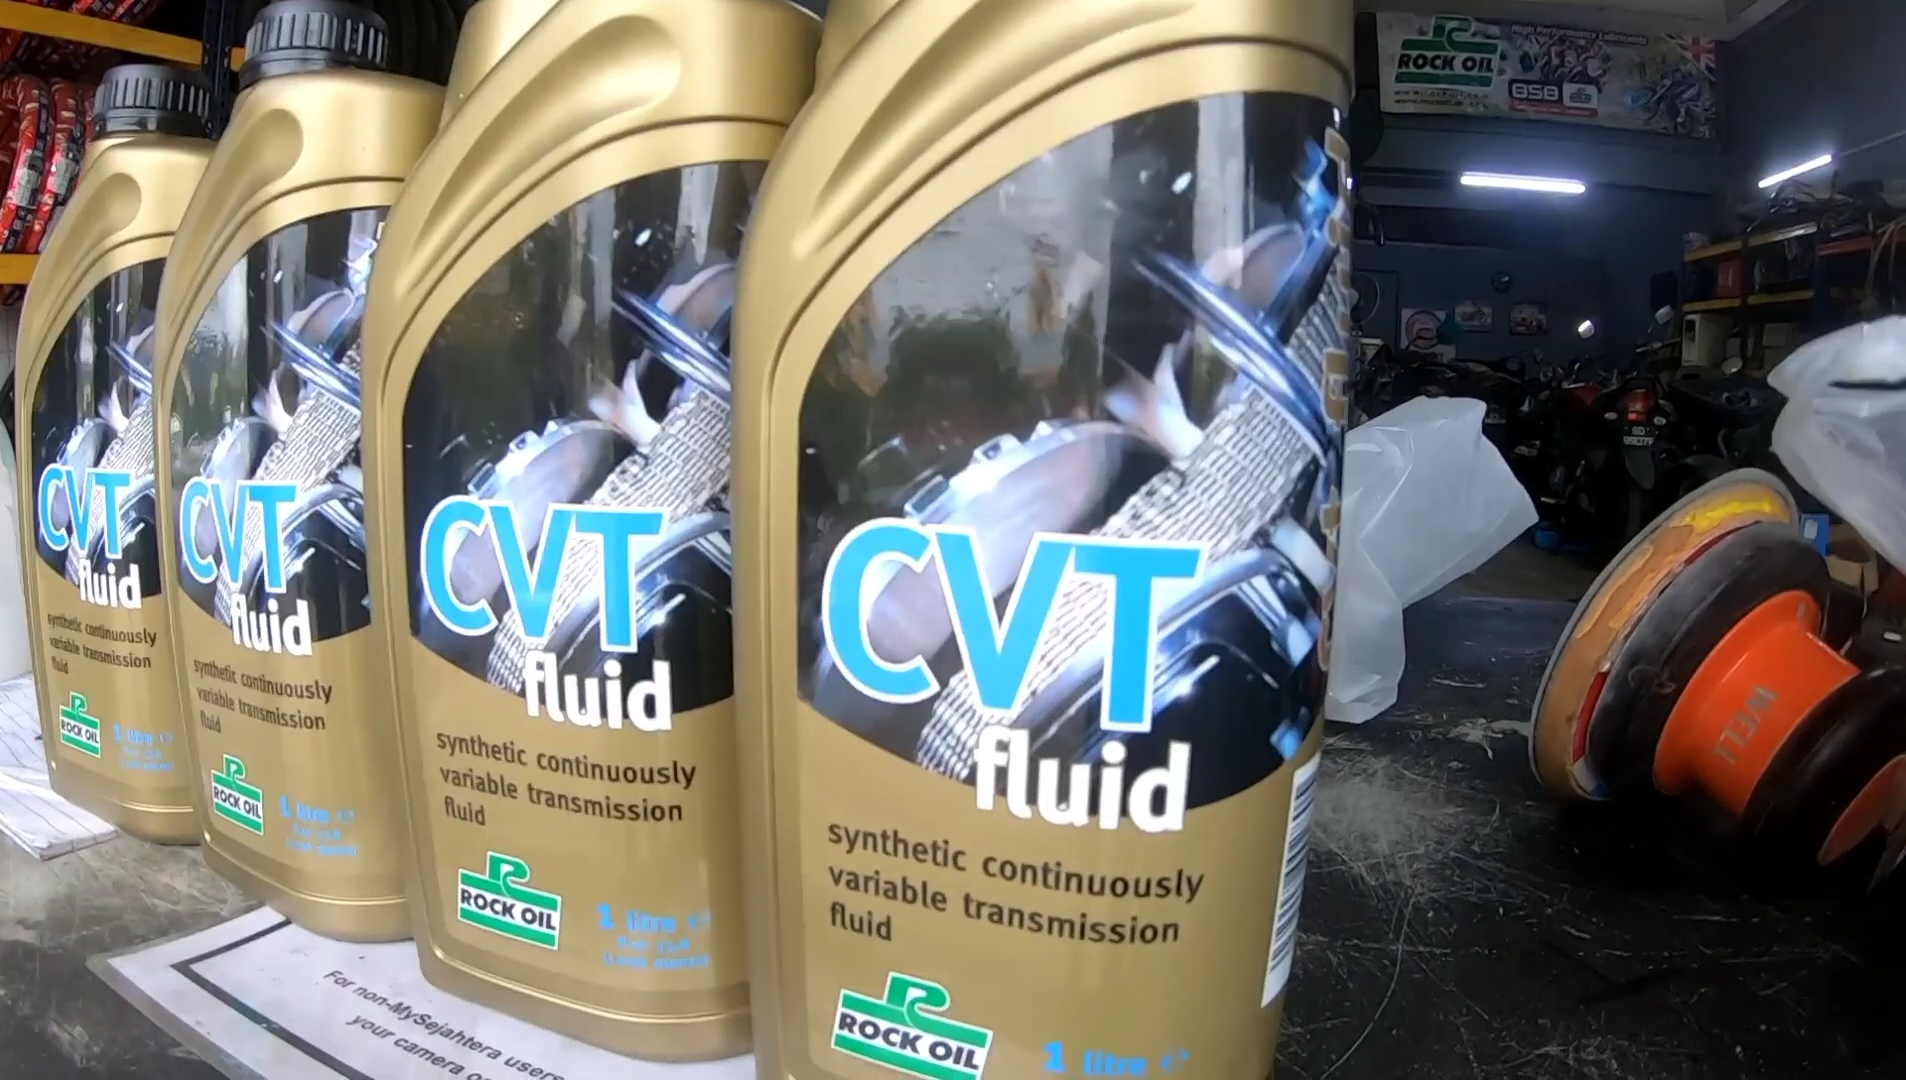 CVT
fluid
synthetic continuously
variable transmission
fluid
ROCK OIL
1 litre e
CVT
fluid
synthetic continuously
variable transmission
fluid
ROCK OIL
1 litre e
CVT
fluid
synthetic continuously
variable transmission
fluid
ROCK OIL
1 litre e
CVT
fluid
synthetic continuously
variable transmission
fluid
ROCK OIL
1 litre e
High Performance Lubricants
ROCK OIL
BSB
WELL
For non-MySejahtera users
your camera